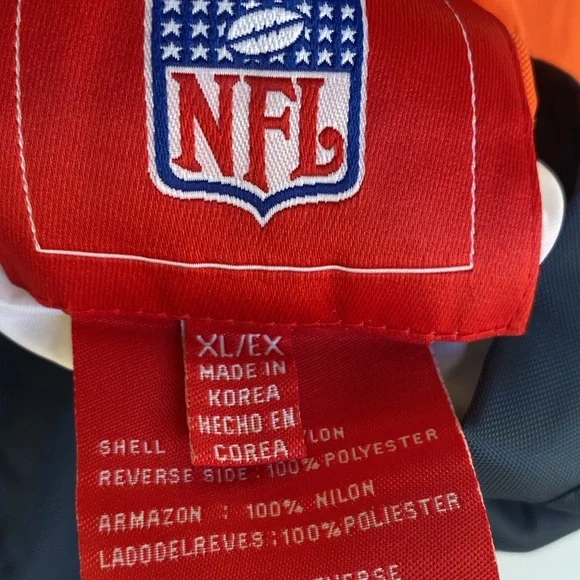 NFL
XL/EX
MADE IN
KOREA
HECHO EN
COREA
SHELL
REVERSE SIDE : 100% POLYESTER
ARMAZON : 100% NILON
LADODELREVES : 100% POLIESTER